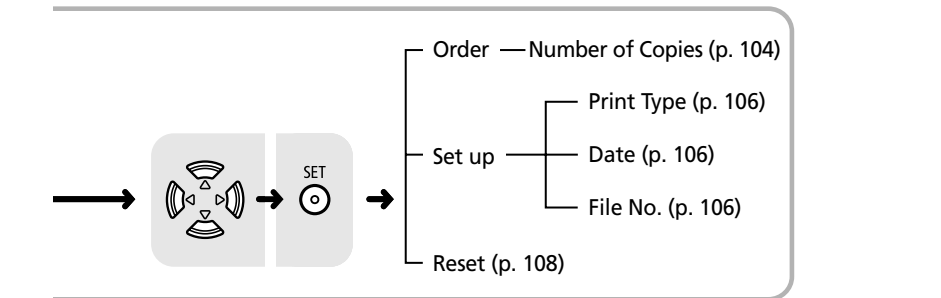 Order
Number of Copies (p. 104)
Print Type (p. 106)
SET
Set up
Date (p. 106)
File No. (p. 106)
Reset (p. 108)